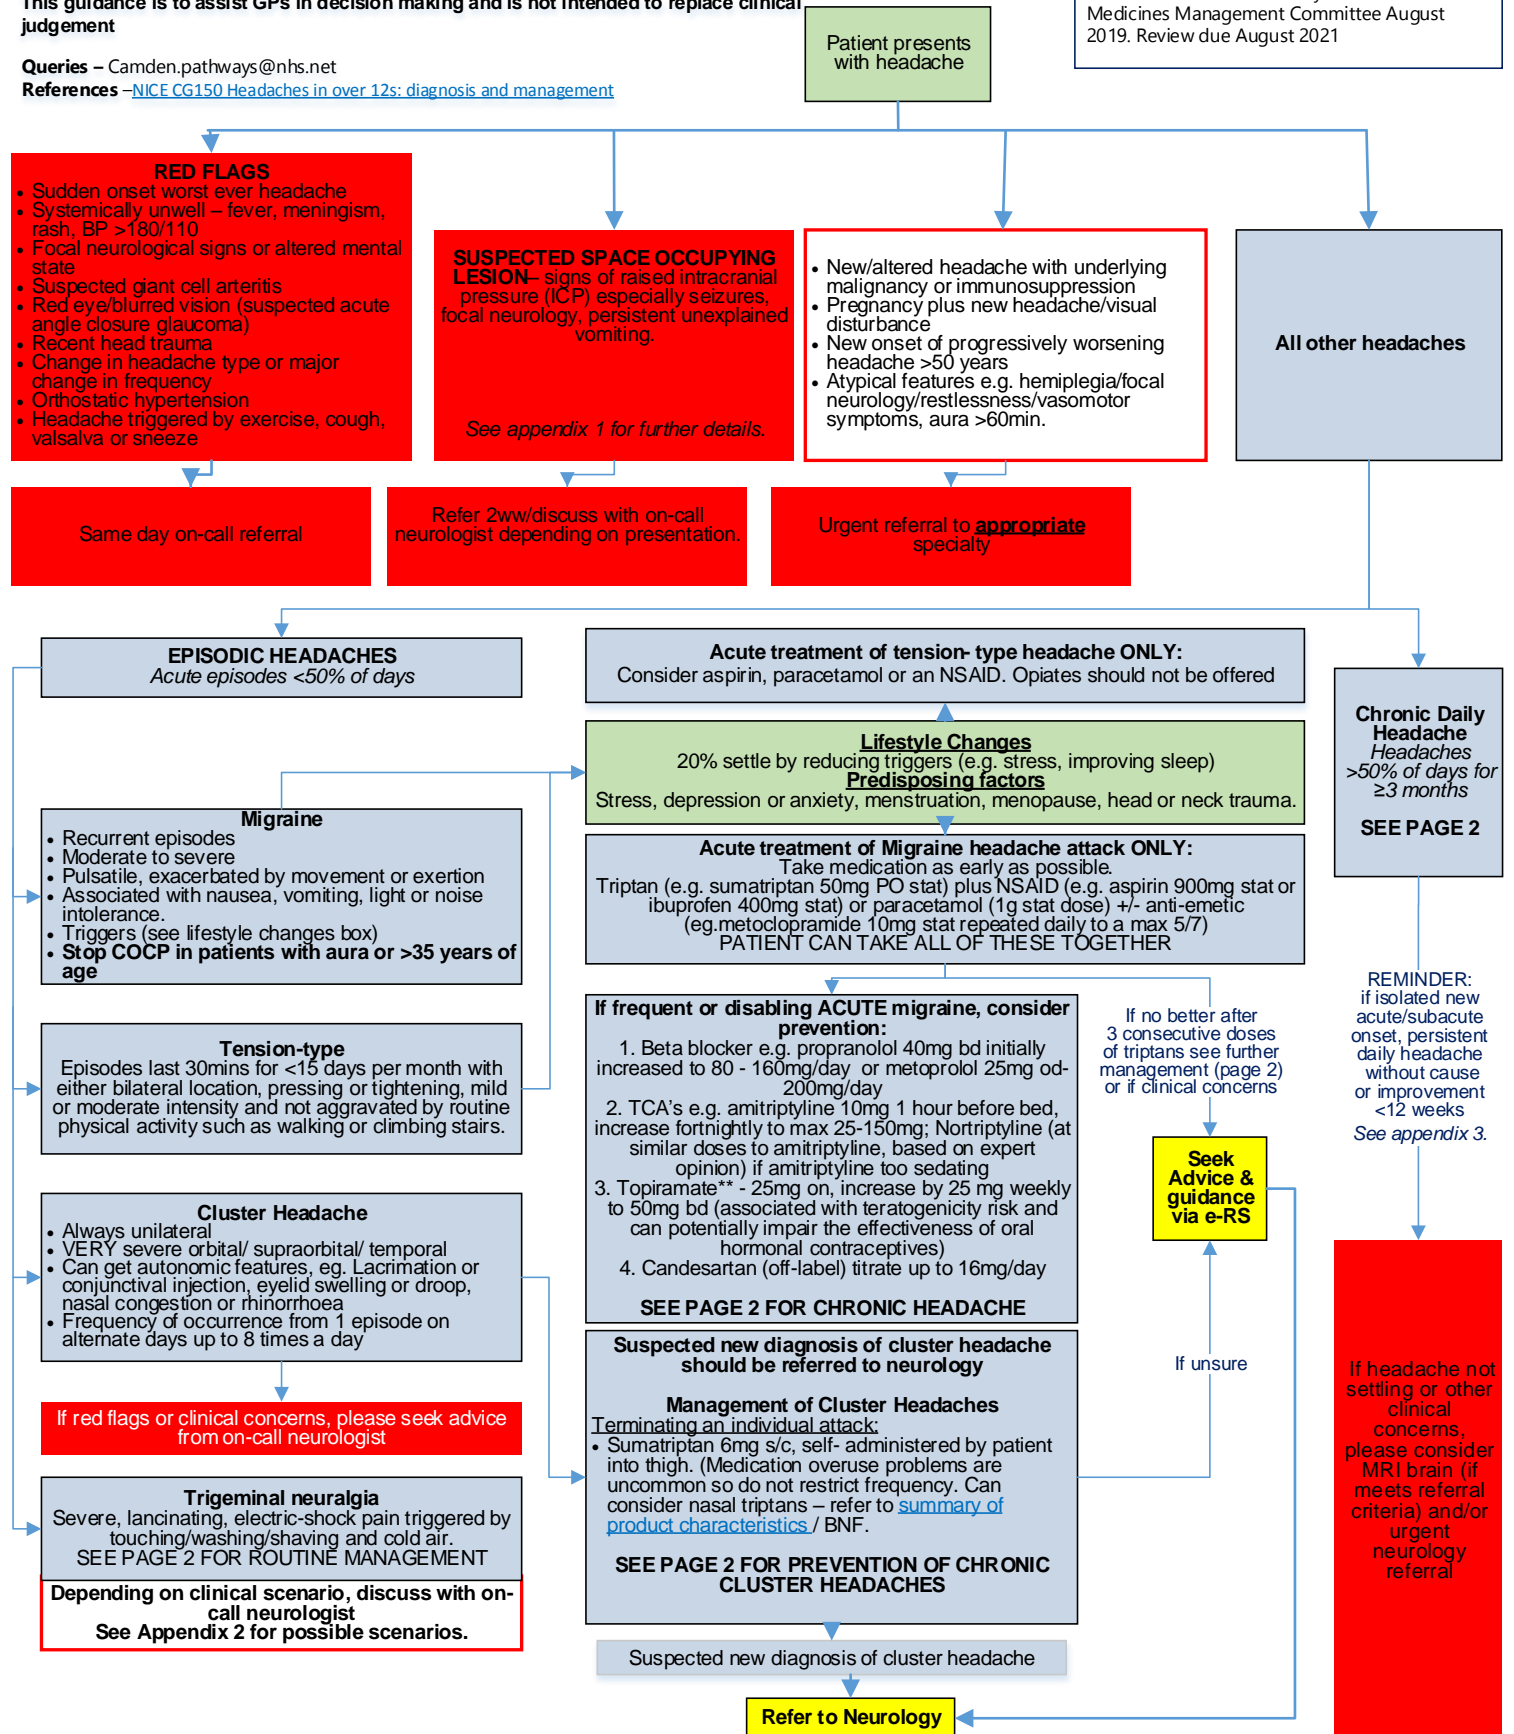 This guidance is to assist GPs in decision making and is not intended to replace clinical
judgement
Queries – Camden.pathways@nhs.net
References –NICE CG150 Headaches in over 12s: diagnosis and management
Medicines Management Committee August
2019. Review due August 2021
Patient presents
with headache
RED FLAGS
• Sudden onset worst ever headache
• Systemically unwell – fever, meningism,
rash, BP >180/110
• Focal neurological signs or altered mental
state
• Suspected giant cell arteritis
• Red eye/blurred vision (suspected acute
angle closure glaucoma)
• Recent head trauma
• Change in headache type or major
change in frequency
• Orthostatic hypertension
• Headache triggered by exercise, cough,
valsalva or sneeze
SUSPECTED SPACE OCCUPYING
LESION– signs of raised intracranial
pressure (ICP) especially seizures,
focal neurology, persistent unexplained
vomiting.
See appendix 1 for further details.
• New/altered headache with underlying
malignancy or immunosuppression
• Pregnancy plus new headache/visual
disturbance
• New onset of progressively worsening
headache >50 years
• Atypical features e.g. hemiplegia/focal
neurology/restlessness/vasomotor
symptoms, aura >60min.
All other headaches
Same day on-call referral
Refer 2ww/discuss with on-call
neurologist depending on presentation.
Urgent referral to appropriate
specialty
EPISODIC HEADACHES
Acute episodes <50% of days
Acute treatment of tension- type headache ONLY:
Consider aspirin, paracetamol or an NSAID. Opiates should not be offered
Lifestyle Changes
20% settle by reducing triggers (e.g. stress, improving sleep)
Predisposing factors
Stress, depression or anxiety, menstruation, menopause, head or neck trauma.
Chronic Daily
Headache
Headaches
>50% of days for
≥3 months
SEE PAGE 2
Migraine
• Recurrent episodes
• Moderate to severe
• Pulsatile, exacerbated by movement or exertion
• Associated with nausea, vomiting, light or noise
intolerance.
• Triggers (see lifestyle changes box)
• Stop COCP in patients with aura or >35 years of
age
Acute treatment of Migraine headache attack ONLY:
Take medication as early as possible.
Triptan (e.g. sumatriptan 50mg PO stat) plus NSAID (e.g. aspirin 900mg stat or
ibuprofen 400mg stat) or paracetamol (1g stat dose) +/- anti-emetic
(eg.metoclopramide 10mg stat repeated daily to a max 5/7)
PATIENT CAN TAKE ALL OF THESE TOGETHER
Tension-type
Episodes last 30mins for <15 days per month with
either bilateral location, pressing or tightening, mild
or moderate intensity and not aggravated by routine
physical activity such as walking or climbing stairs.
If frequent or disabling ACUTE migraine, consider
prevention:
1. Beta blocker e.g. propranolol 40mg bd initially
increased to 80 - 160mg/day or metoprolol 25mg od-
200mg/day
2. TCA's e.g. amitriptyline 10mg 1 hour before bed,
increase fortnightly to max 25-150mg; Nortriptyline (at
similar doses to amitriptyline, based on expert
opinion) if amitriptyline too sedating
3. Topiramate** - 25mg on, increase by 25 mg weekly
to 50mg bd (associated with teratogenicity risk and
can potentially impair the effectiveness of oral
hormonal contraceptives)
4. Candesartan (off-label) titrate up to 16mg/day
SEE PAGE 2 FOR CHRONIC HEADACHE
If no better after
3 consecutive doses
of triptans see further
management (page 2)
or if clinical concerns
REMINDER:
if isolated new
acute/subacute
onset, persistent
daily headache
without cause
or improvement
<12 weeks
See appendix 3.
Seek
Advice &
guidance
via e-RS
Cluster Headache
• Always unilateral
• VERY severe orbital/ supraorbital/ temporal
• Can get autonomic features, eg. Lacrimation or
conjunctival injection, eyelid swelling or droop,
nasal congestion or rhinorrhoea
• Frequency of occurrence from 1 episode on
alternate days up to 8 times a day
If red flags or clinical concerns, please seek advice
from on-call neurologist
Suspected new diagnosis of cluster headache
should be referred to neurology
Management of Cluster Headaches
Terminating an individual attack:
• Sumatriptan 6mg s/c, self- administered by patient
into thigh. (Medication overuse problems are
uncommon so do not restrict frequency. Can
consider nasal triptans – refer to summary of
product characteristics / BNF.
SEE PAGE 2 FOR PREVENTION OF CHRONIC
CLUSTER HEADACHES
If unsure
If headache not
settling or other
clinical
concerns,
please consider
MRI brain (if
meets referral
criteria) and/or
urgent
neurology
referral
Trigeminal neuralgia
Severe, lancinating, electric-shock pain triggered by
touching/washing/shaving and cold air.
SEE PAGE 2 FOR ROUTINE MANAGEMENT
Depending on clinical scenario, discuss with on-
call neurologist
See Appendix 2 for possible scenarios.
Suspected new diagnosis of cluster headache
Refer to Neurology